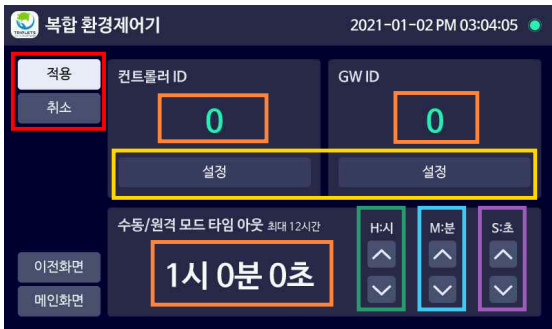 복합 환경제어기
2021-01-02 PM 03:04:05
적용
취소
컨트롤러 ID
0
설정
GW ID
0
설정
수동/원격 모드 타임 아웃 최대 12시간
1시 0분 0초
H:시
M:분
S:초
이전화면
메인화면